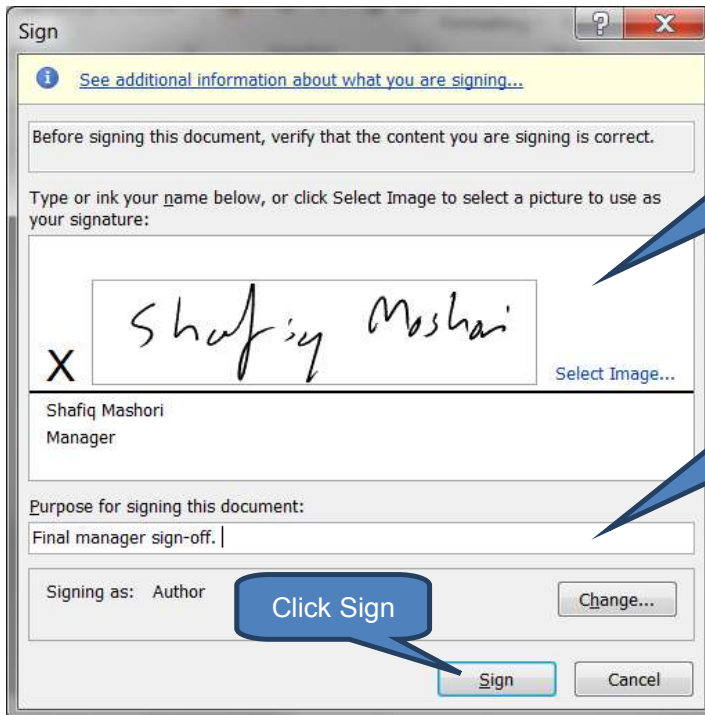 Sign
See additional information about what you are signing...
Before signing this document, verify that the content you are signing is correct.
Type or ink your name below, or click Select Image to select a picture to use as
your signature:
X Shafiq Moshari
Select Image...
Shafiq Mashori
Manager
Purpose for signing this document:
Final manager sign-off.
Signing as: Author
Change...
Click Sign
Sign Cancel